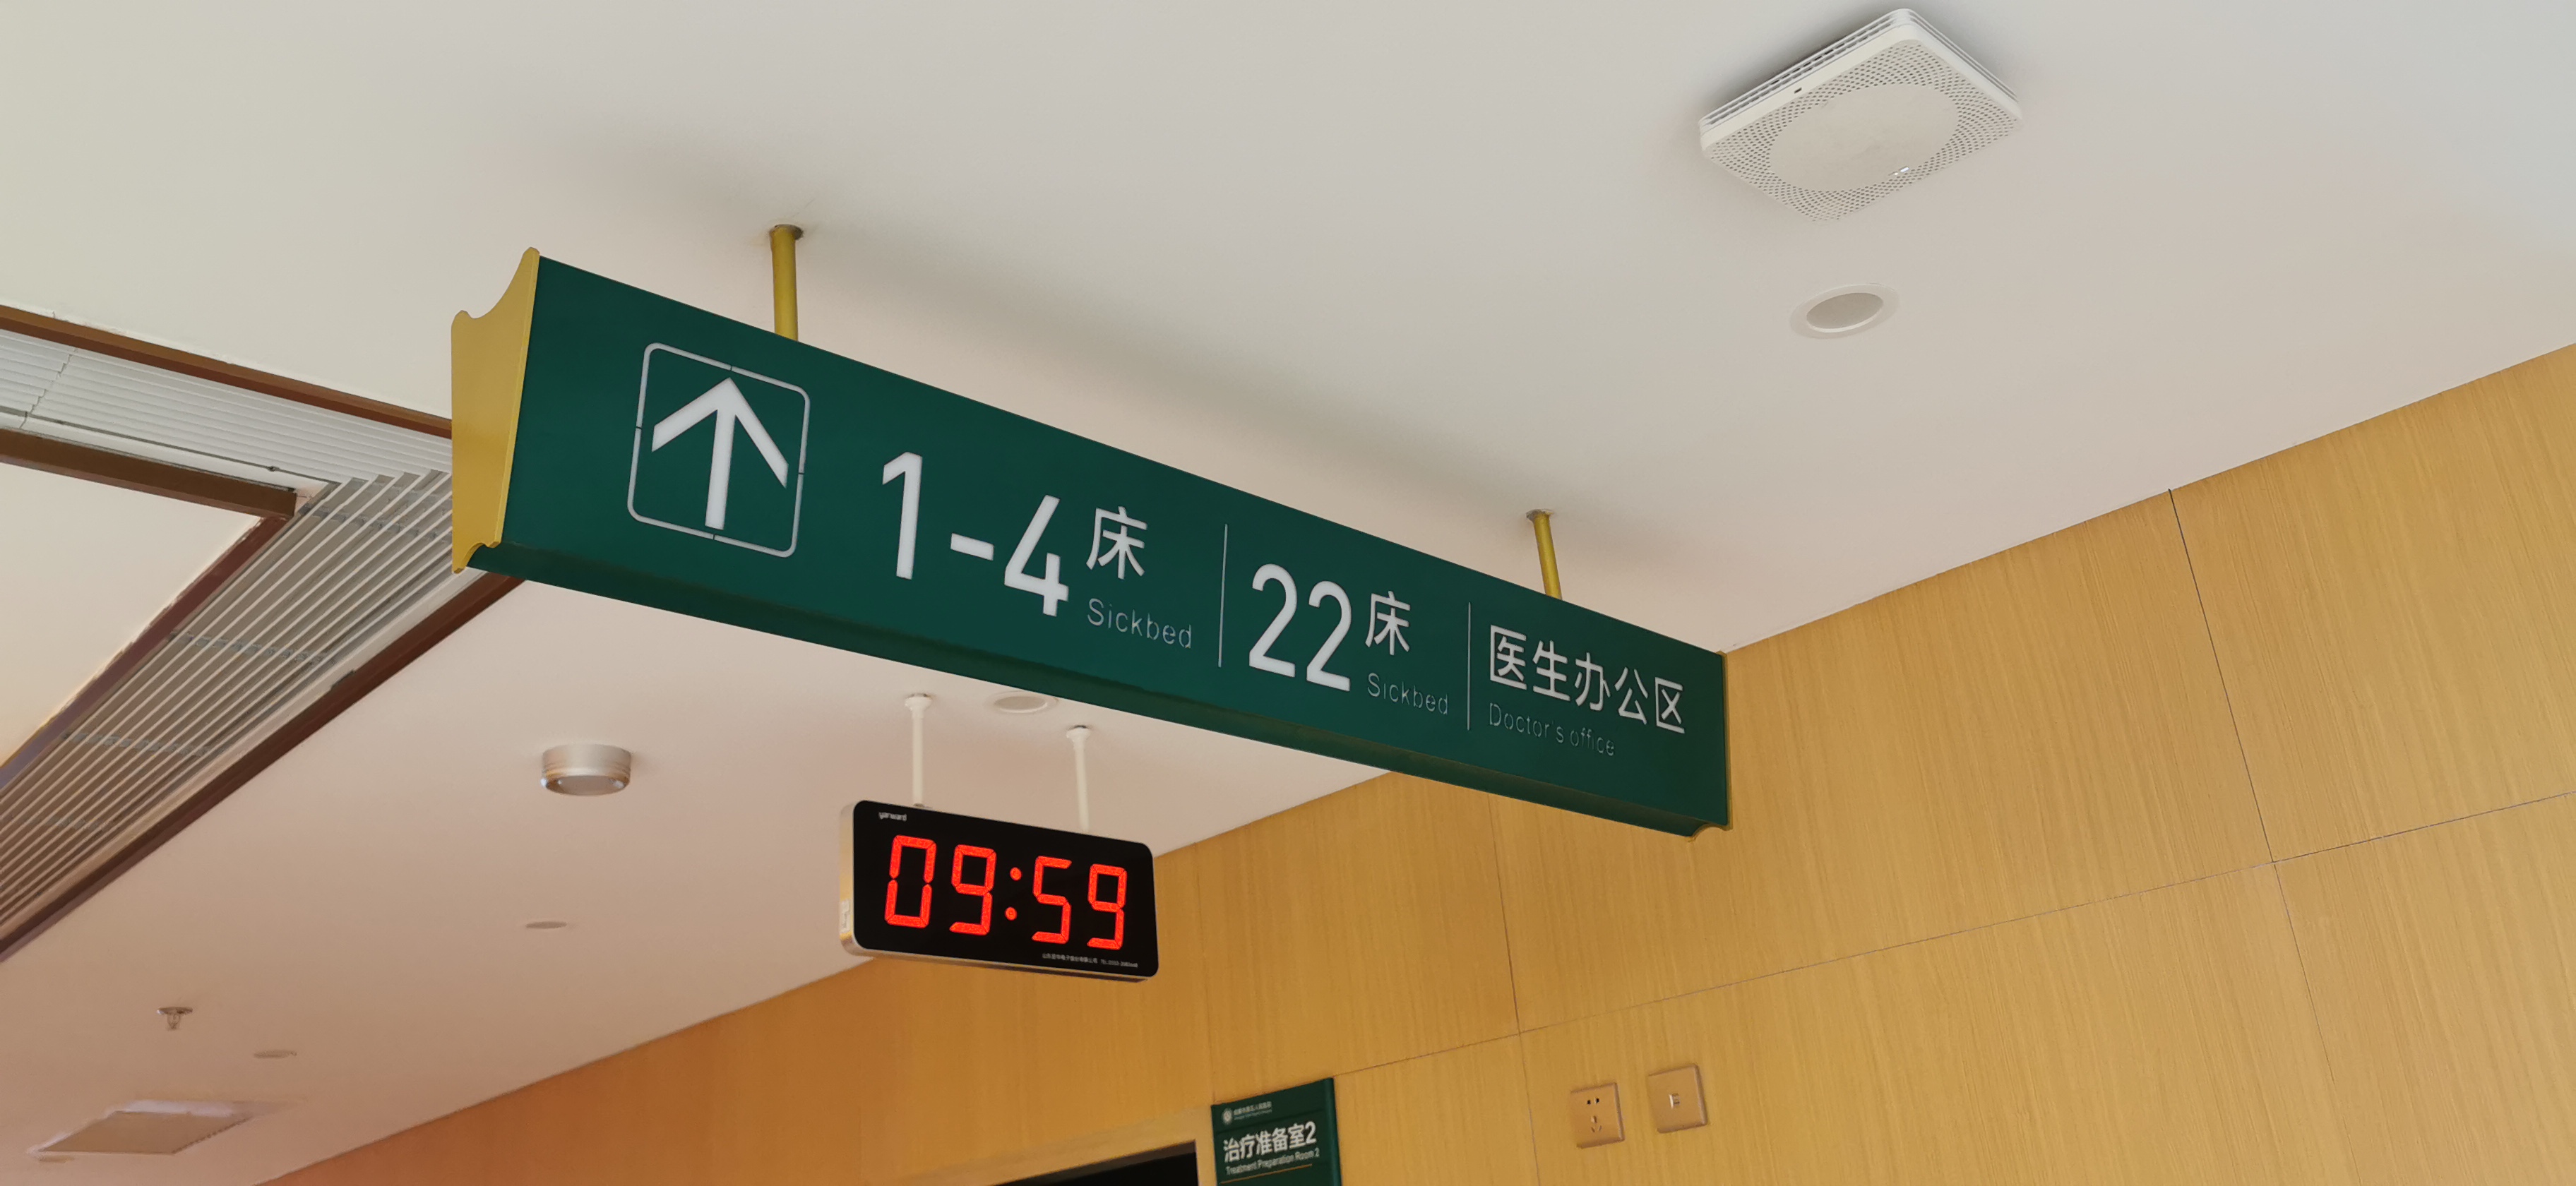 1-4床
Sickbed
22床
Sickbed
医生办公区
Doctor's office
yarward
09:59
治疗准备室2
Treatment Preparation Room 2